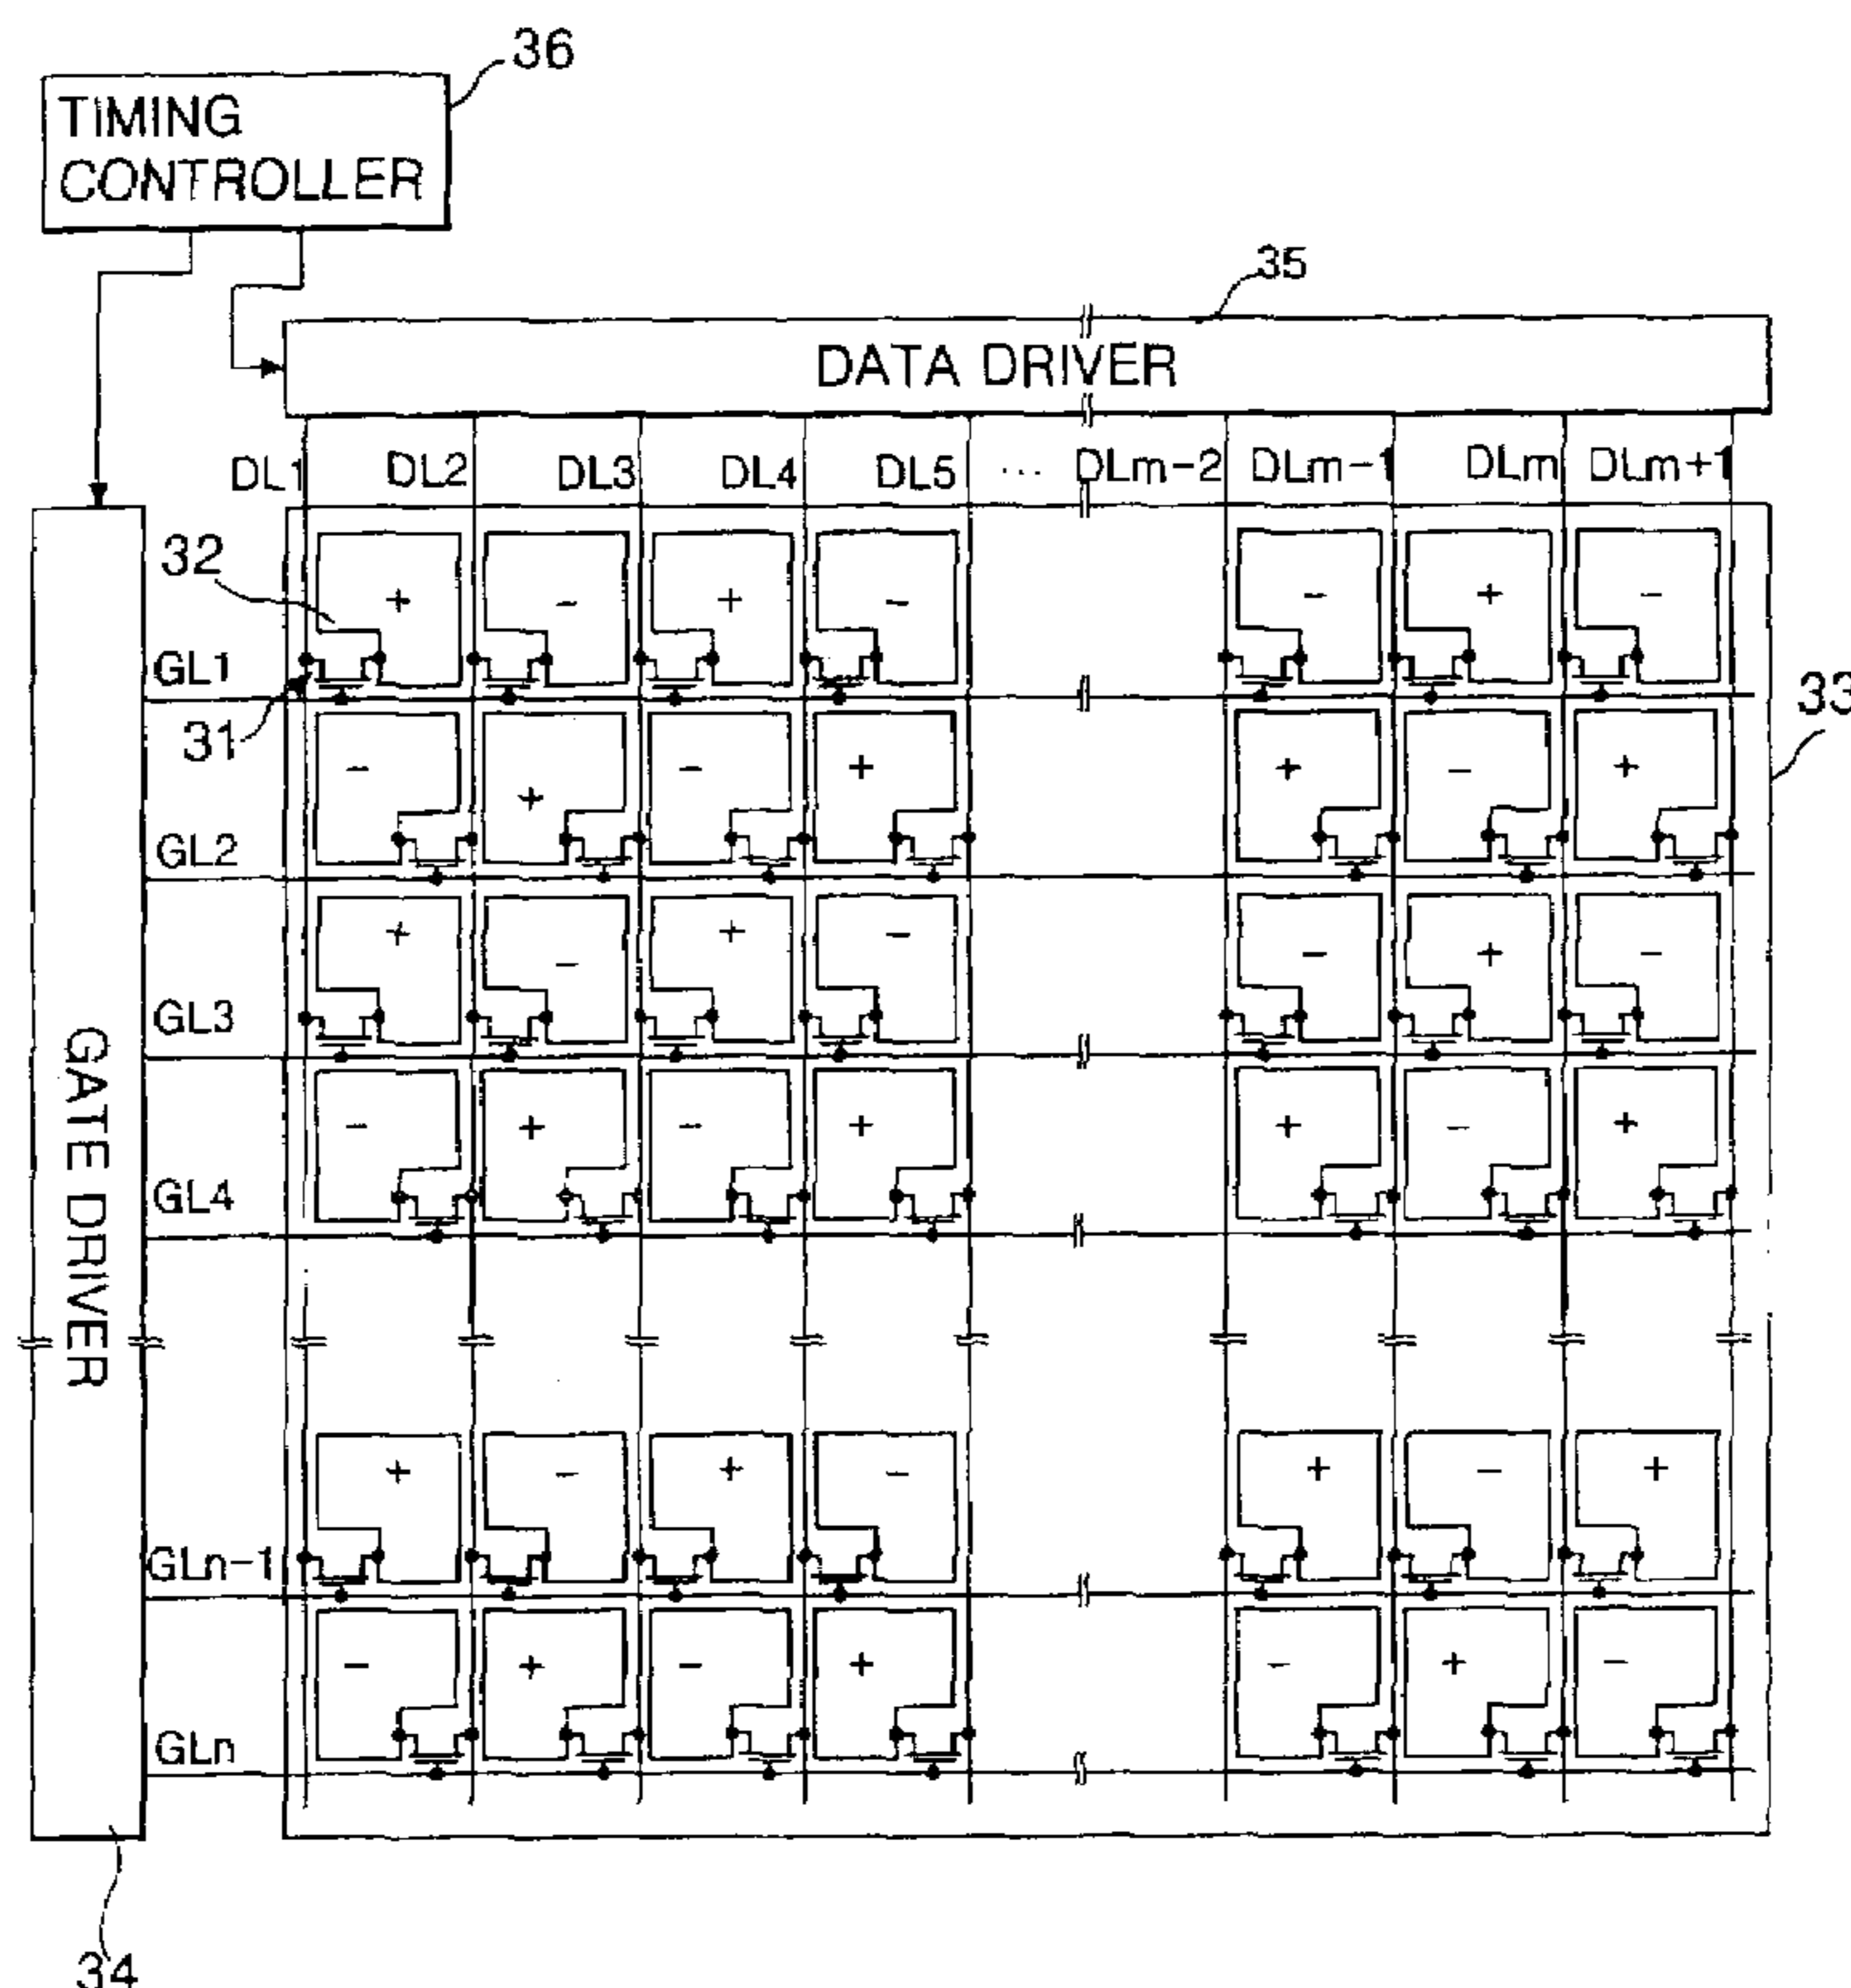 36
TIMING
CONTROLLER
35
DATA DRIVER
DL1 DL2 DL3 DL4 DL5 ... DLm-2 DLm-1 DLm DLm+1
32
+ - + - - + -
GL1
33
31
- + - + + - +
GL2
+ - + - - + -
GL3
GATE DRIVER
- + - + + - +
GL4
+ - + - + - +
GLn-1
- + - + - + -
GLn
34